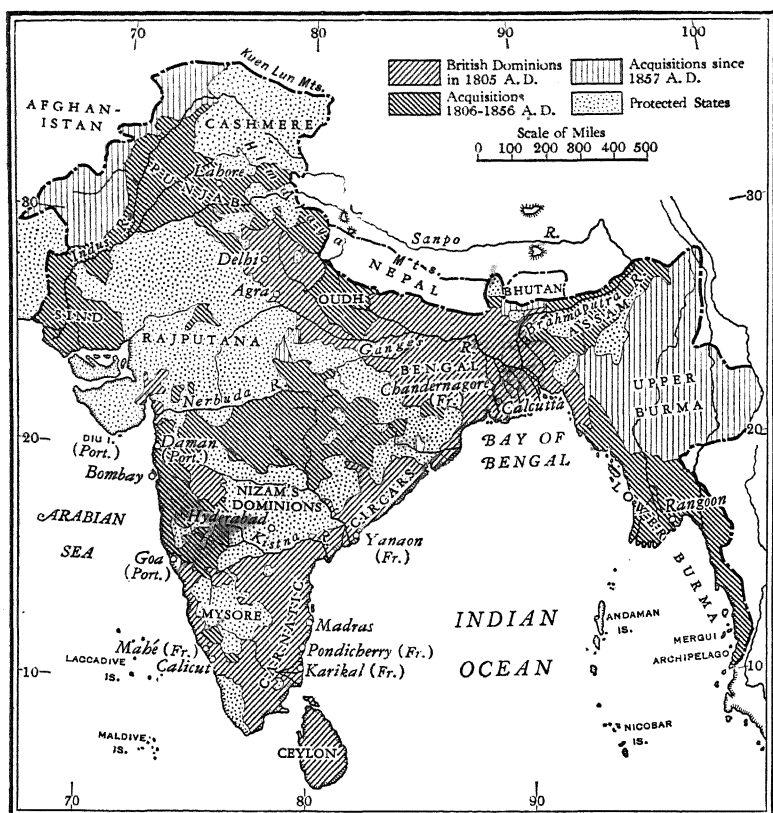 70
80
90
100
British Dominions
in 1805 A. D.
Acquisitions
1806-1856 A. D.
Acquisitions since
1857 A. D.
Protected States
Scale of Miles
0 100 200 300 400 500
Kuen Lun Mts.
AFGHAN-
ISTAN
CASHMERE
Lahore
PUNJAB
Himalaya Mts.
30
30
Indus R.
Sanpo R.
Delhi
NEPAL
BHUTAN
Agra
OUDH
Brahmaputra R.
ASSAM
SIND
RAJPUTANA
Ganges R.
BENGAL
Chandernagore
(Fr.)
UPPER
BURMA
Nerbuda R.
Calcutta
20
20
DIU I.
(Port.)
Daman
(Port.)
BAY OF
BENGAL
Bombay
NIZAM'S
DOMINIONS
CIRCARS
LOWER BURMA
Rangoon
Hyderabad
ARABIAN
SEA
Kistna
Yanaon
(Fr.)
Goa
(Port.)
MYSORE
CARNATIC
Madras
INDIAN
OCEAN
ANDAMAN
IS.
Mahé (Fr.)
Pondicherry (Fr.)
MERGUI
ARCHIPELAGO
10
LACCADIVE
IS.
Calicut
Karikal (Fr.)
10
MALDIVE
IS.
CEYLON
NICOBAR
IS.
70
80
90